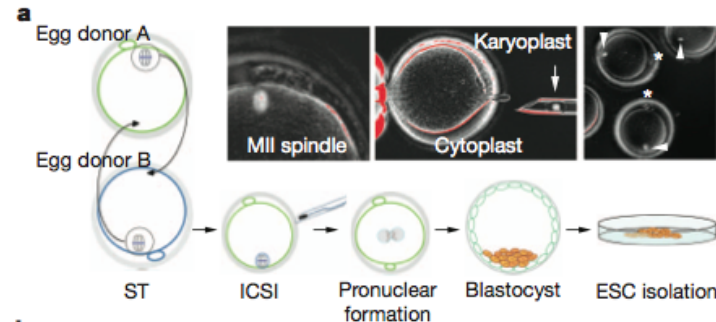 a
Egg donor A
Karyoplast
MII spindle
Cytoplast
*
*
Egg donor B
ST
ICSI
Pronuclear
formation
Blastocyst
ESC isolation